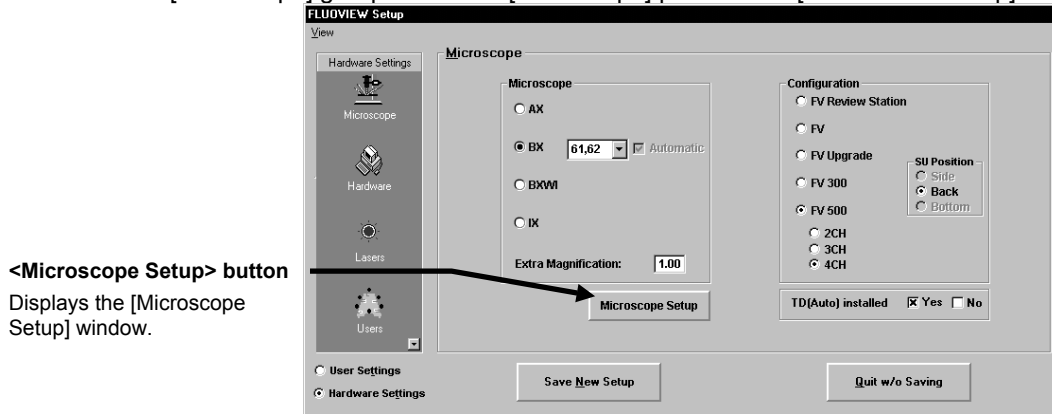 FLUOVIEW Setup
View
Hardware Settings
Microscope
Hardware
Lasers
Users
User Settings
Hardware Settings
Microscope
Microscope
AX
BX 61,62 Automatic
BXWI
IX
Extra Magnification: 1.00
Microscope Setup
Configuration
FV Review Station
FV
FV Upgrade
FV 300
FV 500
2CH
3CH
4CH
SU Position
Side
Back
Bottom
TD(Auto) installed Yes No
Save New Setup
Quit w/o Saving
<Microscope Setup> button
Displays the [Microscope
Setup] window.